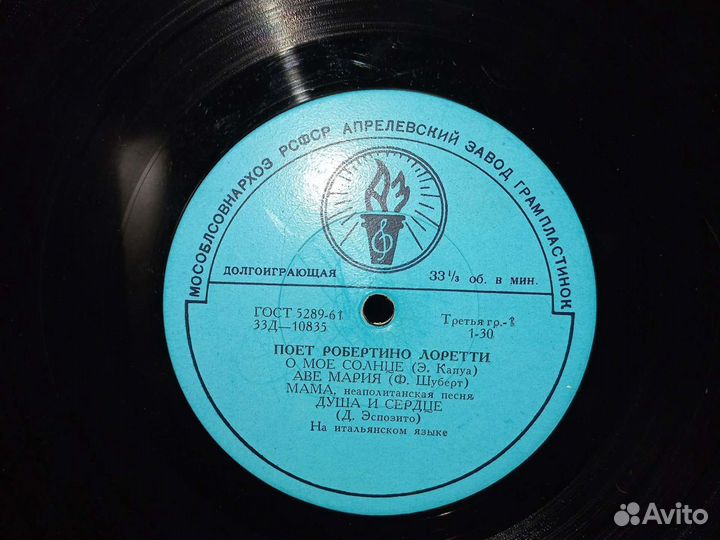 МОСОБЛСОВНАРХОЗ РСФСР АПРЕЛЕВСКИЙ ЗАВОД ГРАМПЛАСТИНОК
АЗ
ДОЛГОИГРАЮЩАЯ 33⅓ об. в мин.
ГОСТ 5289-61 Третья гр.-1
33Д—10835 1-30
ПОЕТ РОБЕРТИНО ЛОРЕТТИ
О МОЕ СОЛНЦЕ (Э. Капуа)
АВЕ МАРИЯ (Ф. Шуберт)
МАМА, неаполитанская песня
ДУША И СЕРДЦЕ
(Д. Эспозито)
На итальянском языке
Avito